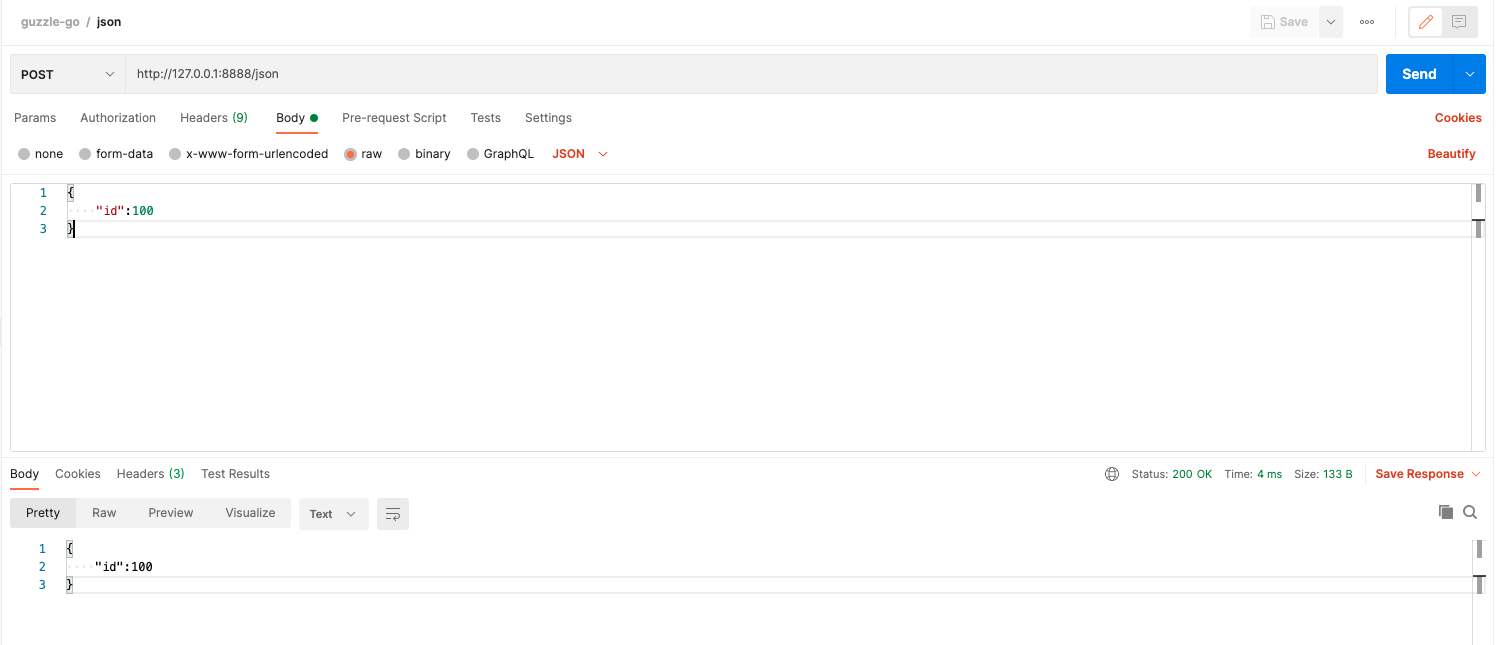 guzzle-go / json
Save
POST http://127.0.0.1:8888/json Send
Params Authorization Headers (9) Body Pre-request Script Tests Settings Cookies
none form-data x-www-form-urlencoded raw binary GraphQL JSON Beautify
1 {
2 ····"id":100
3 }
Body Cookies Headers (3) Test Results Status: 200 OK Time: 4 ms Size: 133 B Save Response
Pretty Raw Preview Visualize Text
1 {
2 ····"id":100
3 }